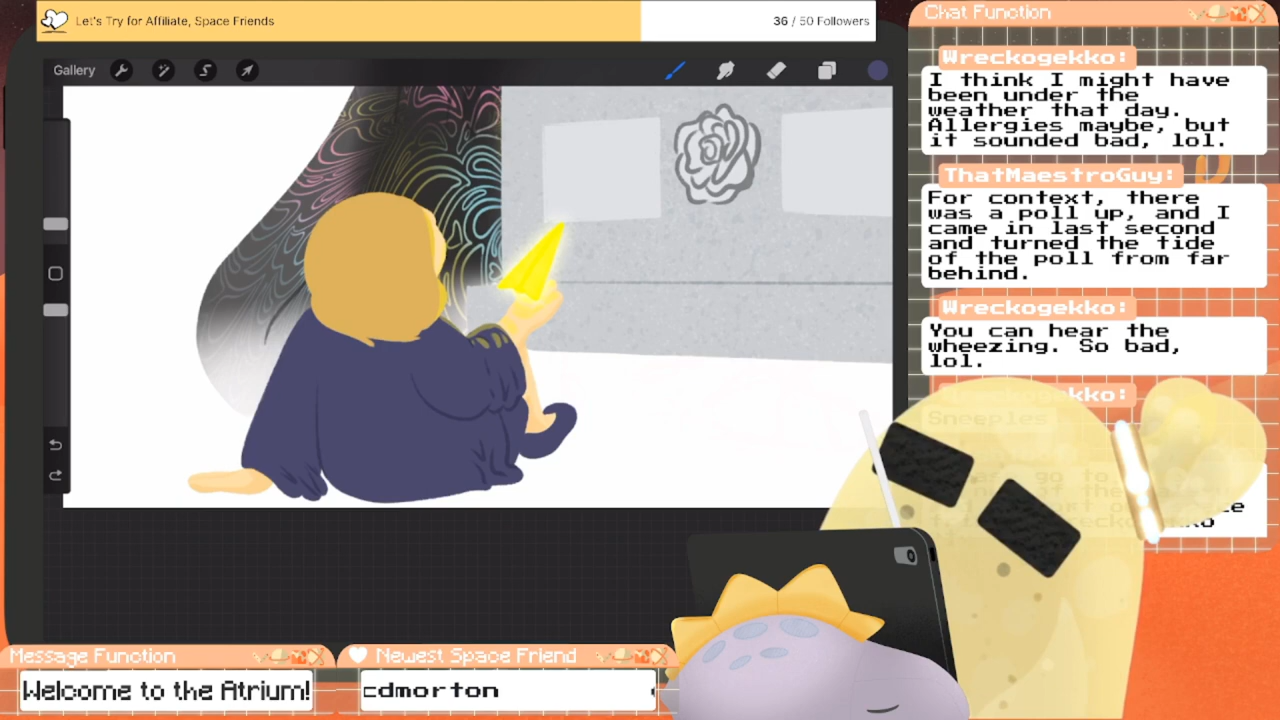 Let's Try for Affiliate, Space Friends
36 / 50 Followers
Gallery
Chat Function
Wreckogekko:
I think I might have
been under the
weather that day.
Allergies maybe, but
it sounded bad, lol.
ThatMaestroGuy:
For context, there
was a poll up, and I
came in last second
and turned the tide
of the poll from far
behind.
Wreckogekko:
You can hear the
wheezing. So bad,
lol.
kko:
Sneeples
Message Function
Welcome to the Atrium!
Newest Space Friend
cdmorton